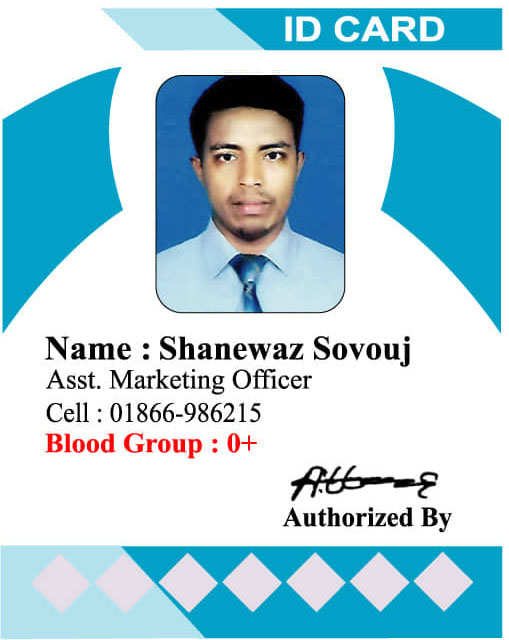 ID CARD
Name : Shanewaz Sovouj
Asst. Marketing Officer
Cell : 01866-986215
Blood Group : 0+
Authorized By